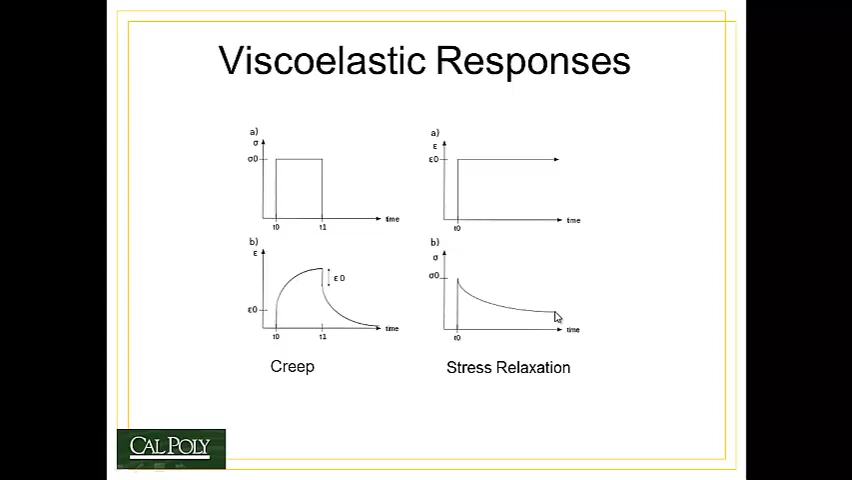 Viscoelastic Responses
a)
σ
σ0
t0
t1
time
b)
ε
ε0
ε 0
t0
t1
time
Creep
a)
ε
ε0
t0
time
b)
σ
σ0
t0
time
Stress Relaxation
CAL POLY